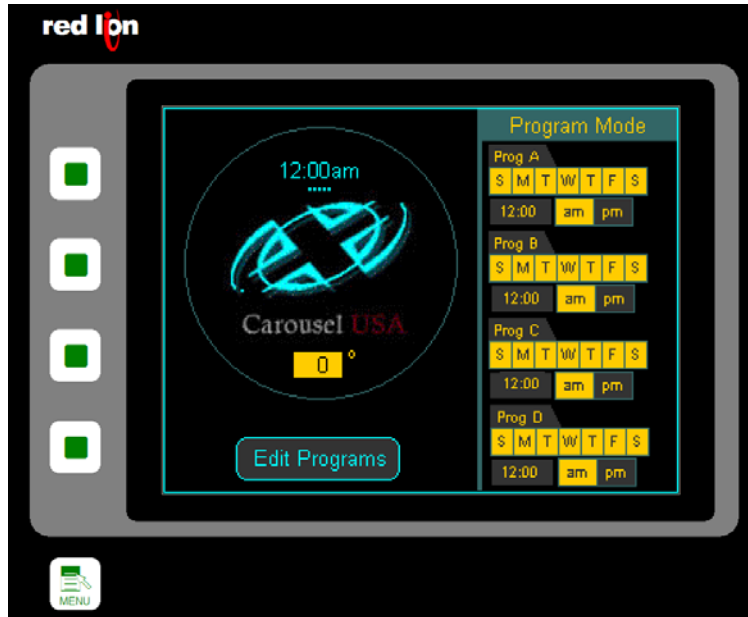 red lion
Program Mode
12:00am
Carousel USA
0 °
Edit Programs
Prog A
S M T W T F S
12:00 am pm
Prog B
S M T W T F S
12:00 am pm
Prog C
S M T W T F S
12:00 am pm
Prog D
S M T W T F S
12:00 am pm
MENU